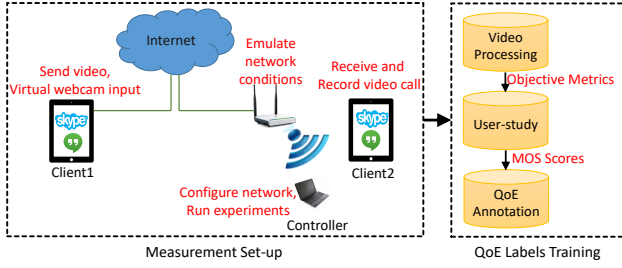 Internet
Emulate
network
conditions
Send video,
Virtual webcam input
Receive and
Record video call
skype
skype
Client1
Client2
Configure network,
Run experiments
Controller
Measurement Set-up
Video
Processing
Objective Metrics
User-study
MOS Scores
QoE
Annotation
QoE Labels Training